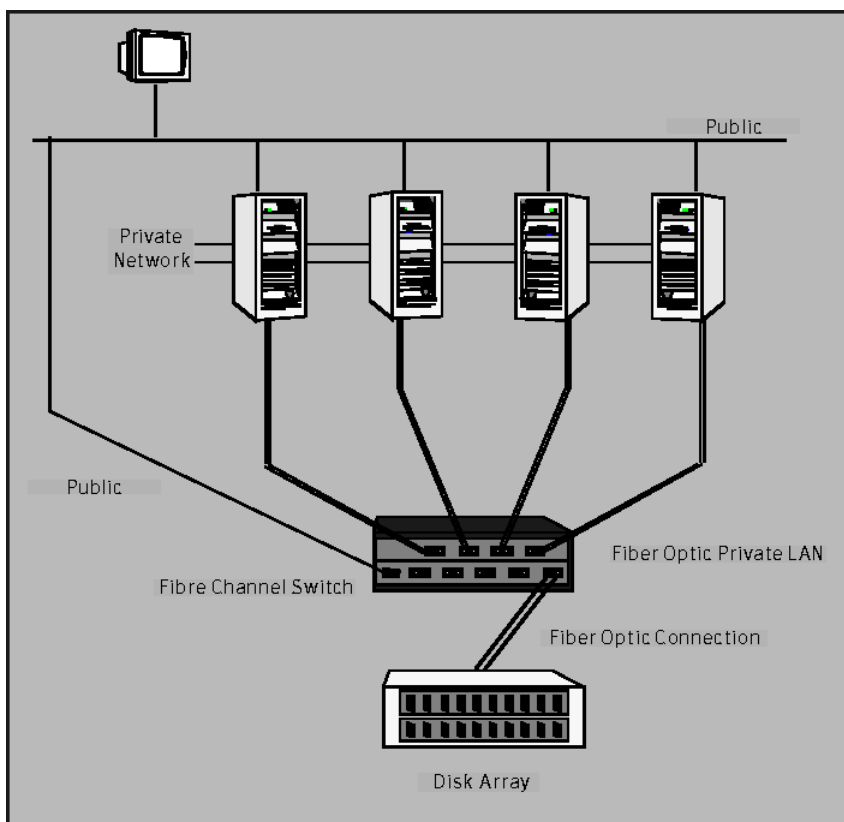 Public
Private
Network
Public
Fiber Optic Private LAN
Fibre Channel Switch
Fiber Optic Connection
Disk Array